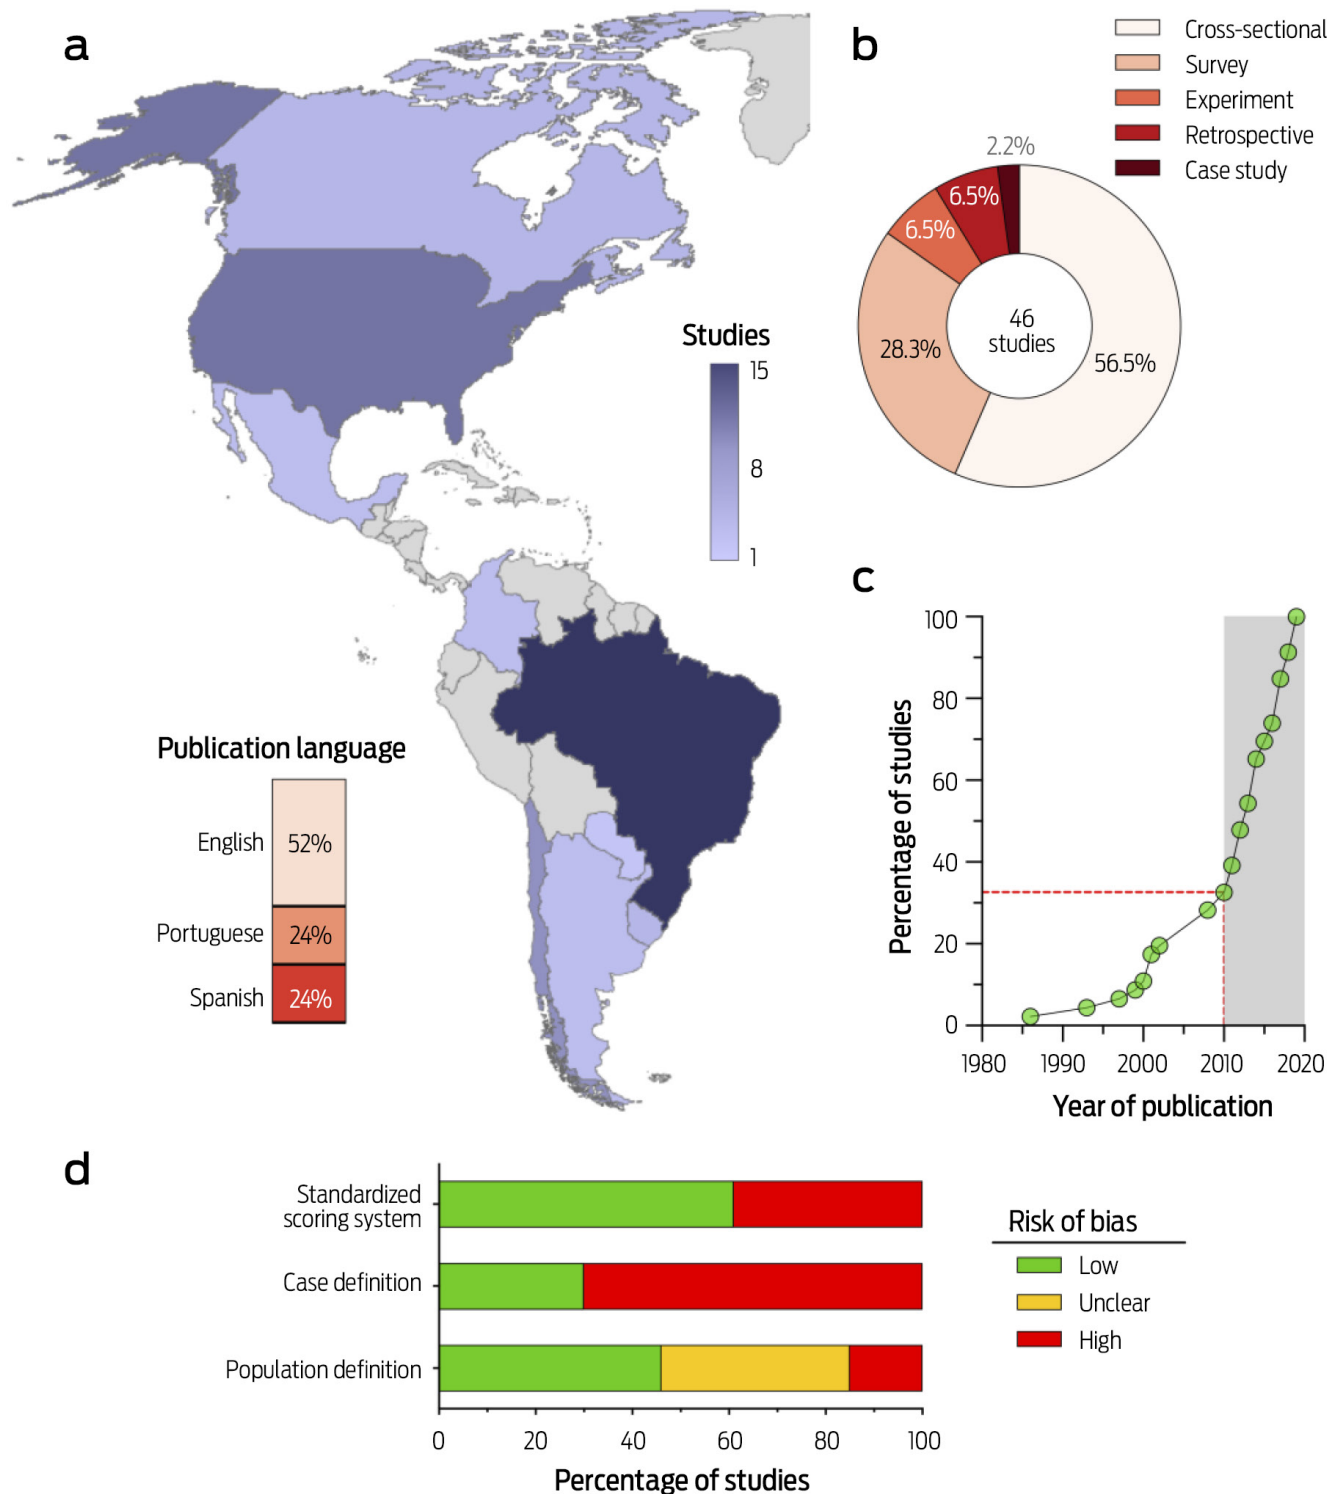 a
Studies
15
8
1
Publication language
English
52%
Portuguese
24%
Spanish
24%
b
Cross-sectional
Survey
Experiment
Retrospective
Case study
2.2%
6.5%
6.5%
28.3%
46
studies
56.5%
c
Percentage of studies
100
80
60
40
20
0
1980
1990
2000
2010
2020
Year of publication
d
Standardized
scoring system
Case definition
Population definition
0
20
40
60
80
100
Percentage of studies
Risk of bias
Low
Unclear
High